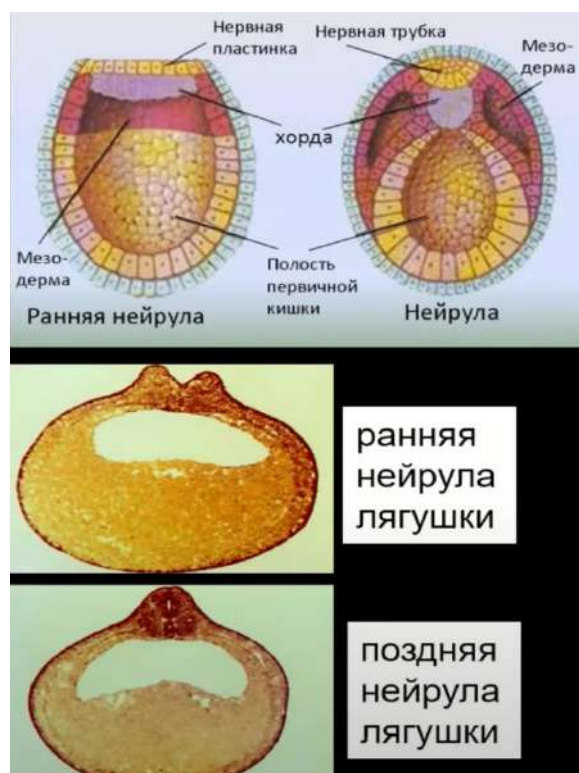 Нервная
пластинка
Нервная трубка
Мезо-
дерма
хорда
Мезо-
дерма
Полость
первичной
кишки
Ранняя нейрула
Нейрула
ранняя
нейрула
лягушки
поздняя
нейрула
лягушки